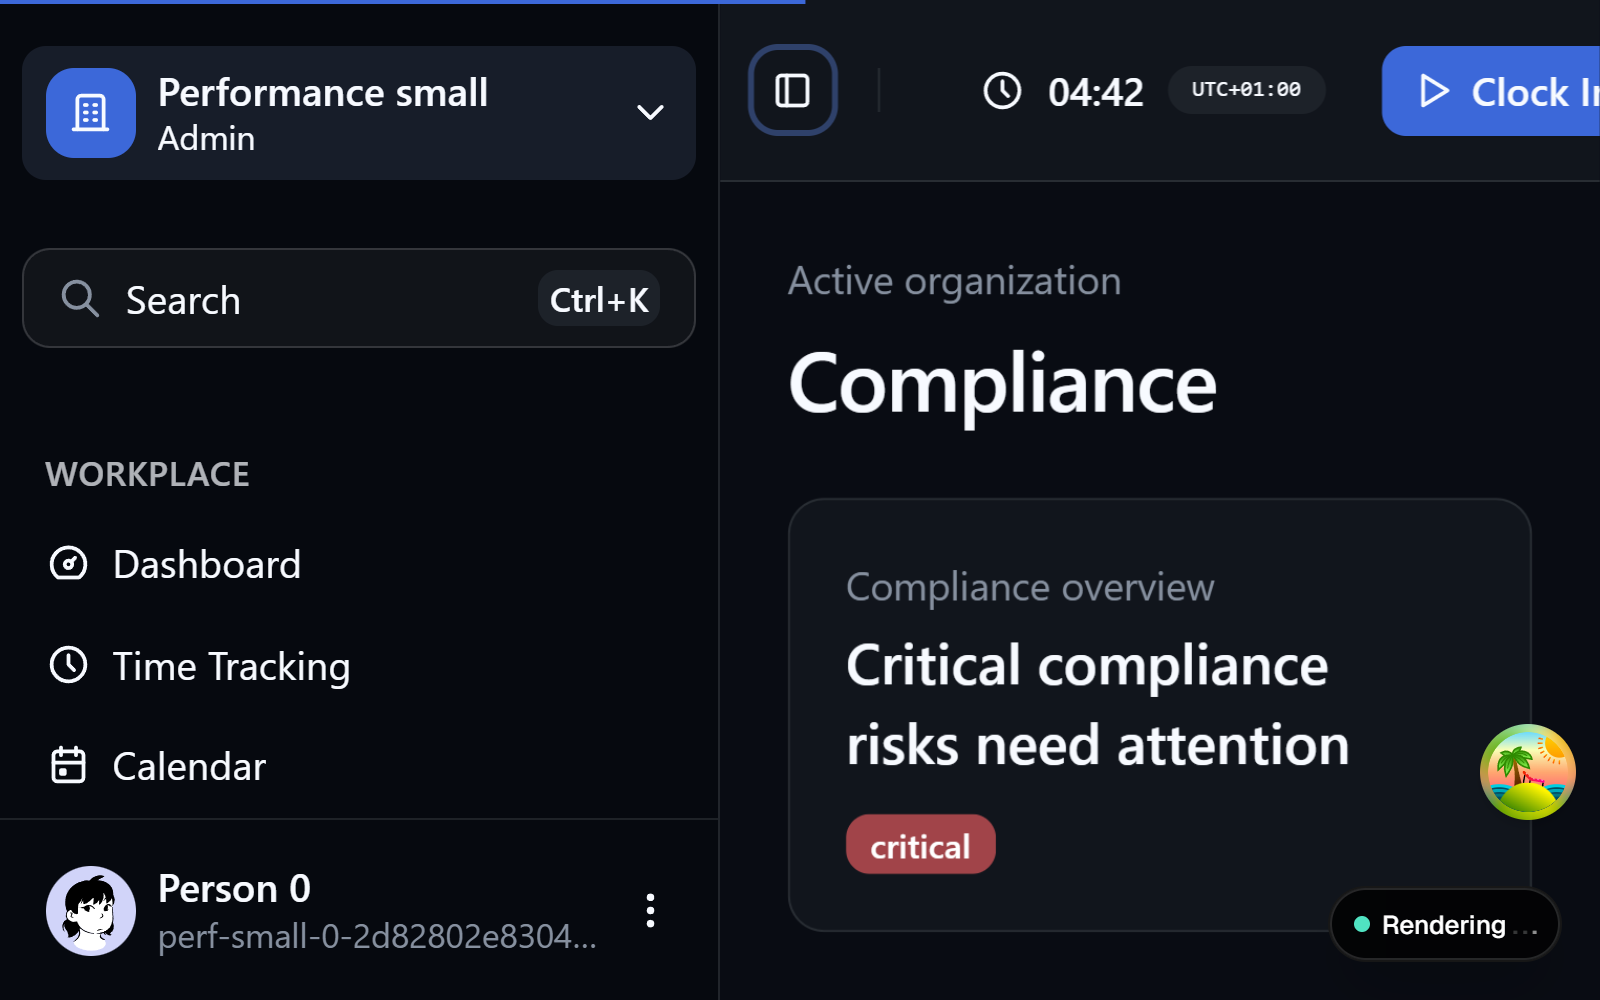 Performance small
Admin
Search
Ctrl+K
WORKPLACE
Dashboard
Time Tracking
Calendar
Person 0
perf-small-0-2d82802e8304...
04:42
UTC+01:00
Clock In
Active organization
Compliance
Compliance overview
Critical compliance
risks need attention
critical
Rendering...